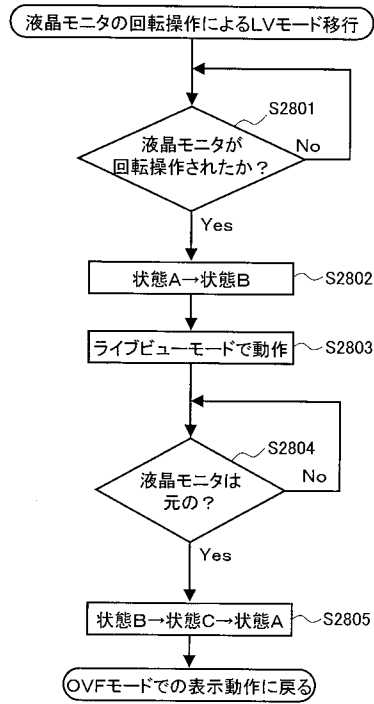 液晶モニタの回転操作によるLVモード移行
S2801
液晶モニタが
回転操作されたか？
No
Yes
状態A→状態B
S2802
ライブビューモードで動作
S2803
S2804
液晶モニタは
元の？
No
Yes
状態B→状態C→状態A
S2805
OVFモードでの表示動作に戻る